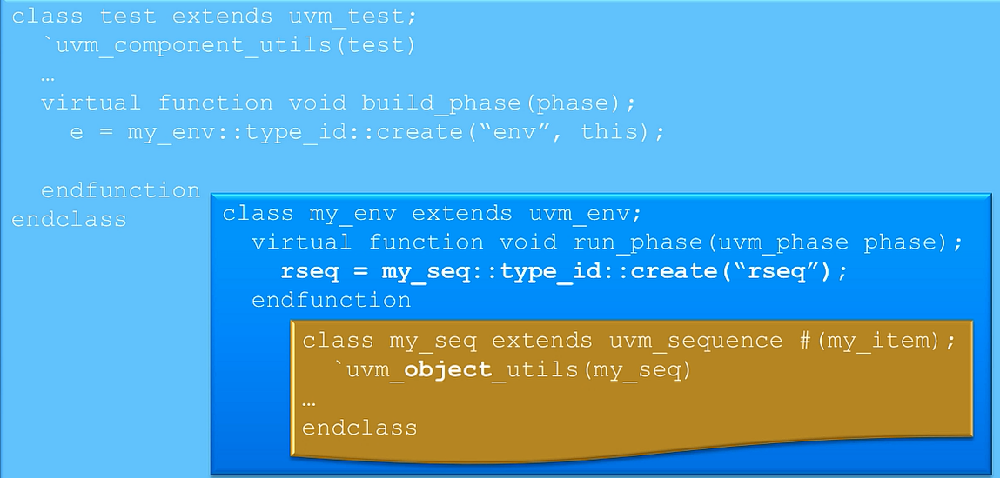 class test extends uvm_test;
`uvm_component_utils(test)
…
virtual function void build_phase(phase);
e = my_env::type_id::create(“env”, this);
endfunction
endclass
class my_env extends uvm_env;
virtual function void run_phase(uvm_phase phase);
rseq = my_seq::type_id::create(“rseq”);
endfunction
class my_seq extends uvm_sequence #(my_item);
`uvm_object_utils(my_seq)
…
endclass